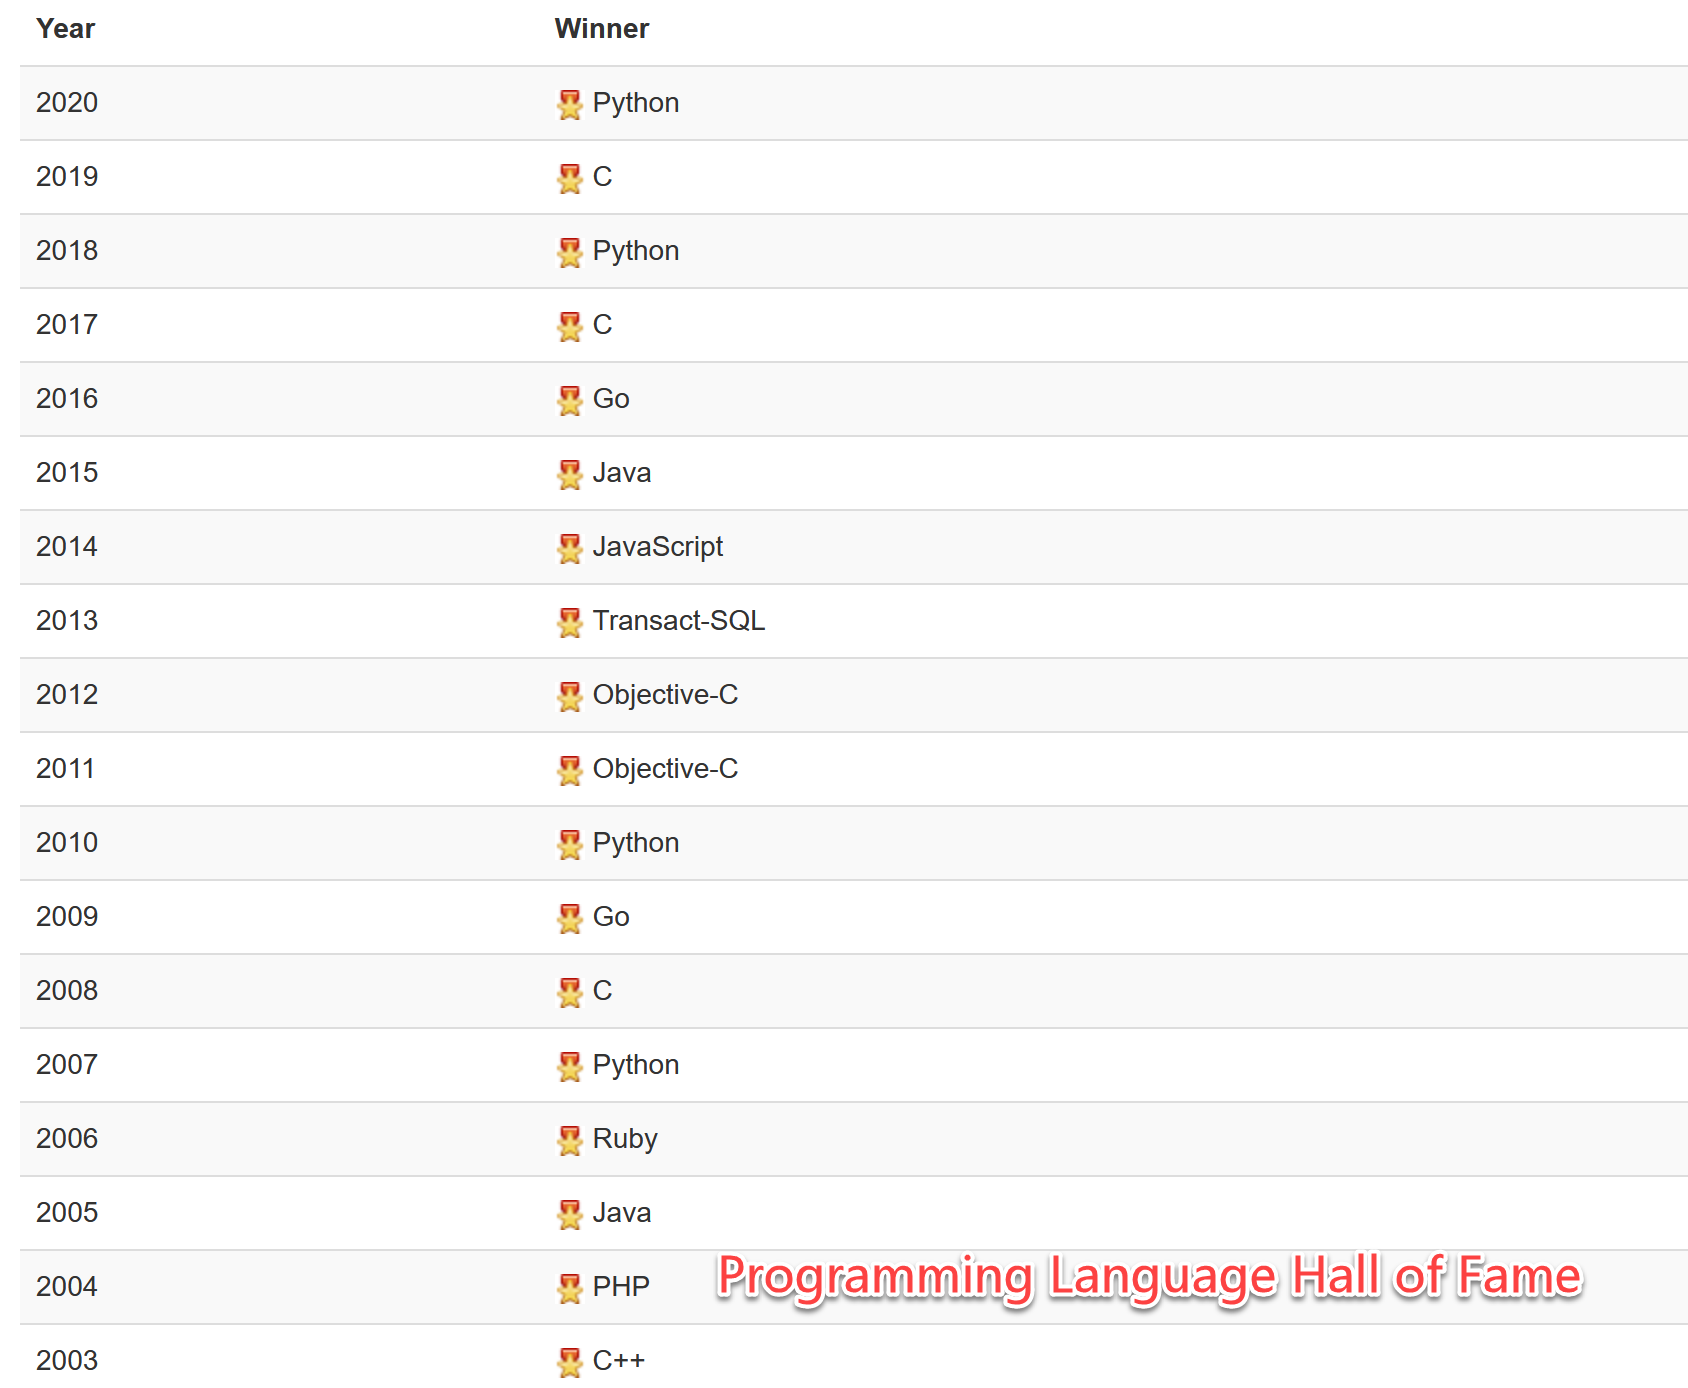 Year Winner
2020 Python
2019 C
2018 Python
2017 C
2016 Go
2015 Java
2014 JavaScript
2013 Transact-SQL
2012 Objective-C
2011 Objective-C
2010 Python
2009 Go
2008 C
2007 Python
2006 Ruby
2005 Java
2004 PHP Programming Language Hall of Fame
2003 C++